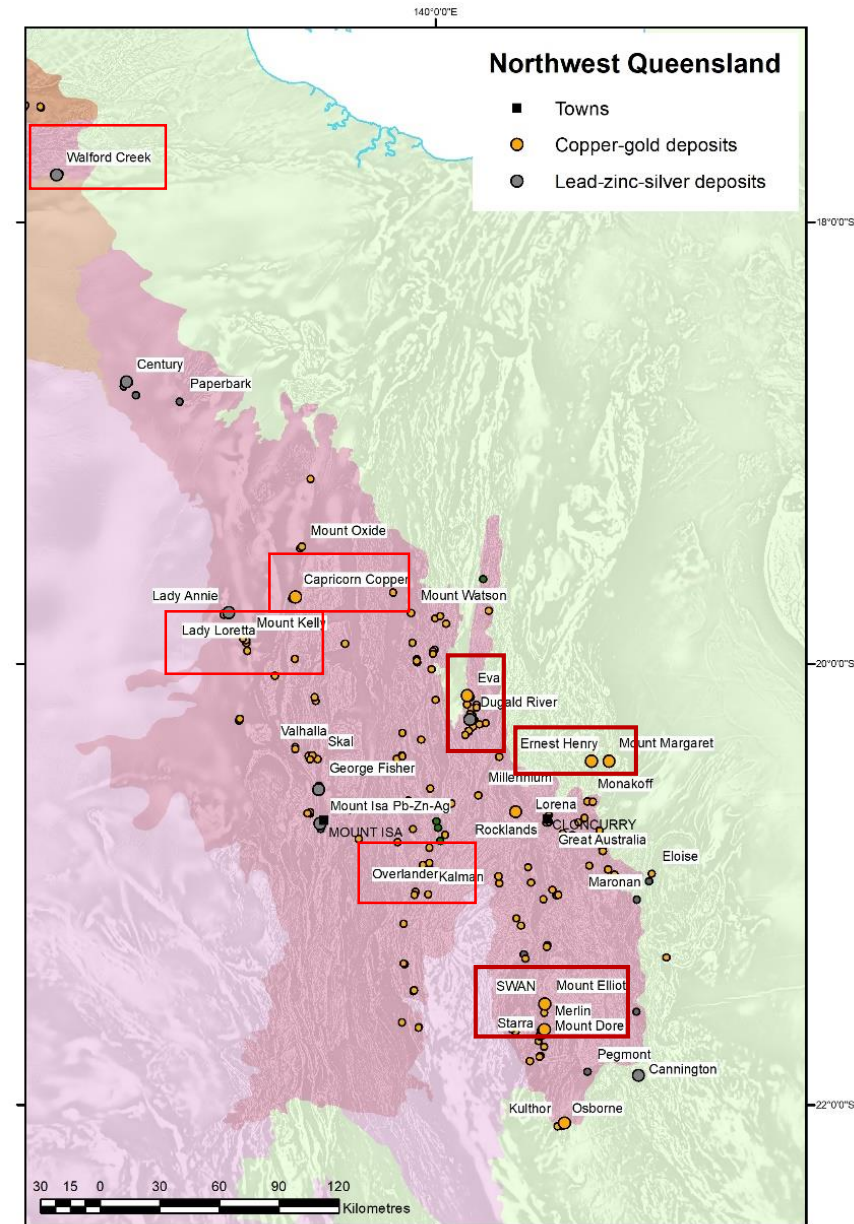 140°0'0"E
Northwest Queensland
Towns
Copper-gold deposits
Lead-zinc-silver deposits
Walford Creek
18°0'0"S
Century
Paperbark
Mount Oxide
Capricorn Copper
Lady Annie
Mount Watson
Mount Kelly
Lady Loretta
20°0'0"S
Eva
Dugald River
Valhalla
Skal
Ernest Henry
Mount Margaret
George Fisher
Millennium
Monakoff
Mount Isa Pb-Zn-Ag
Lorena
MOUNT ISA
CLONCURRY
Rocklands
Great Australia
Eloise
Overlander
Kalman
Maronan
SWAN
Mount Elliot
Merlin
Starra
Mount Dore
Pegmont
Cannington
22°0'0"S
Kulthor
Osborne
30 15 0 30 60 90 120
Kilometres